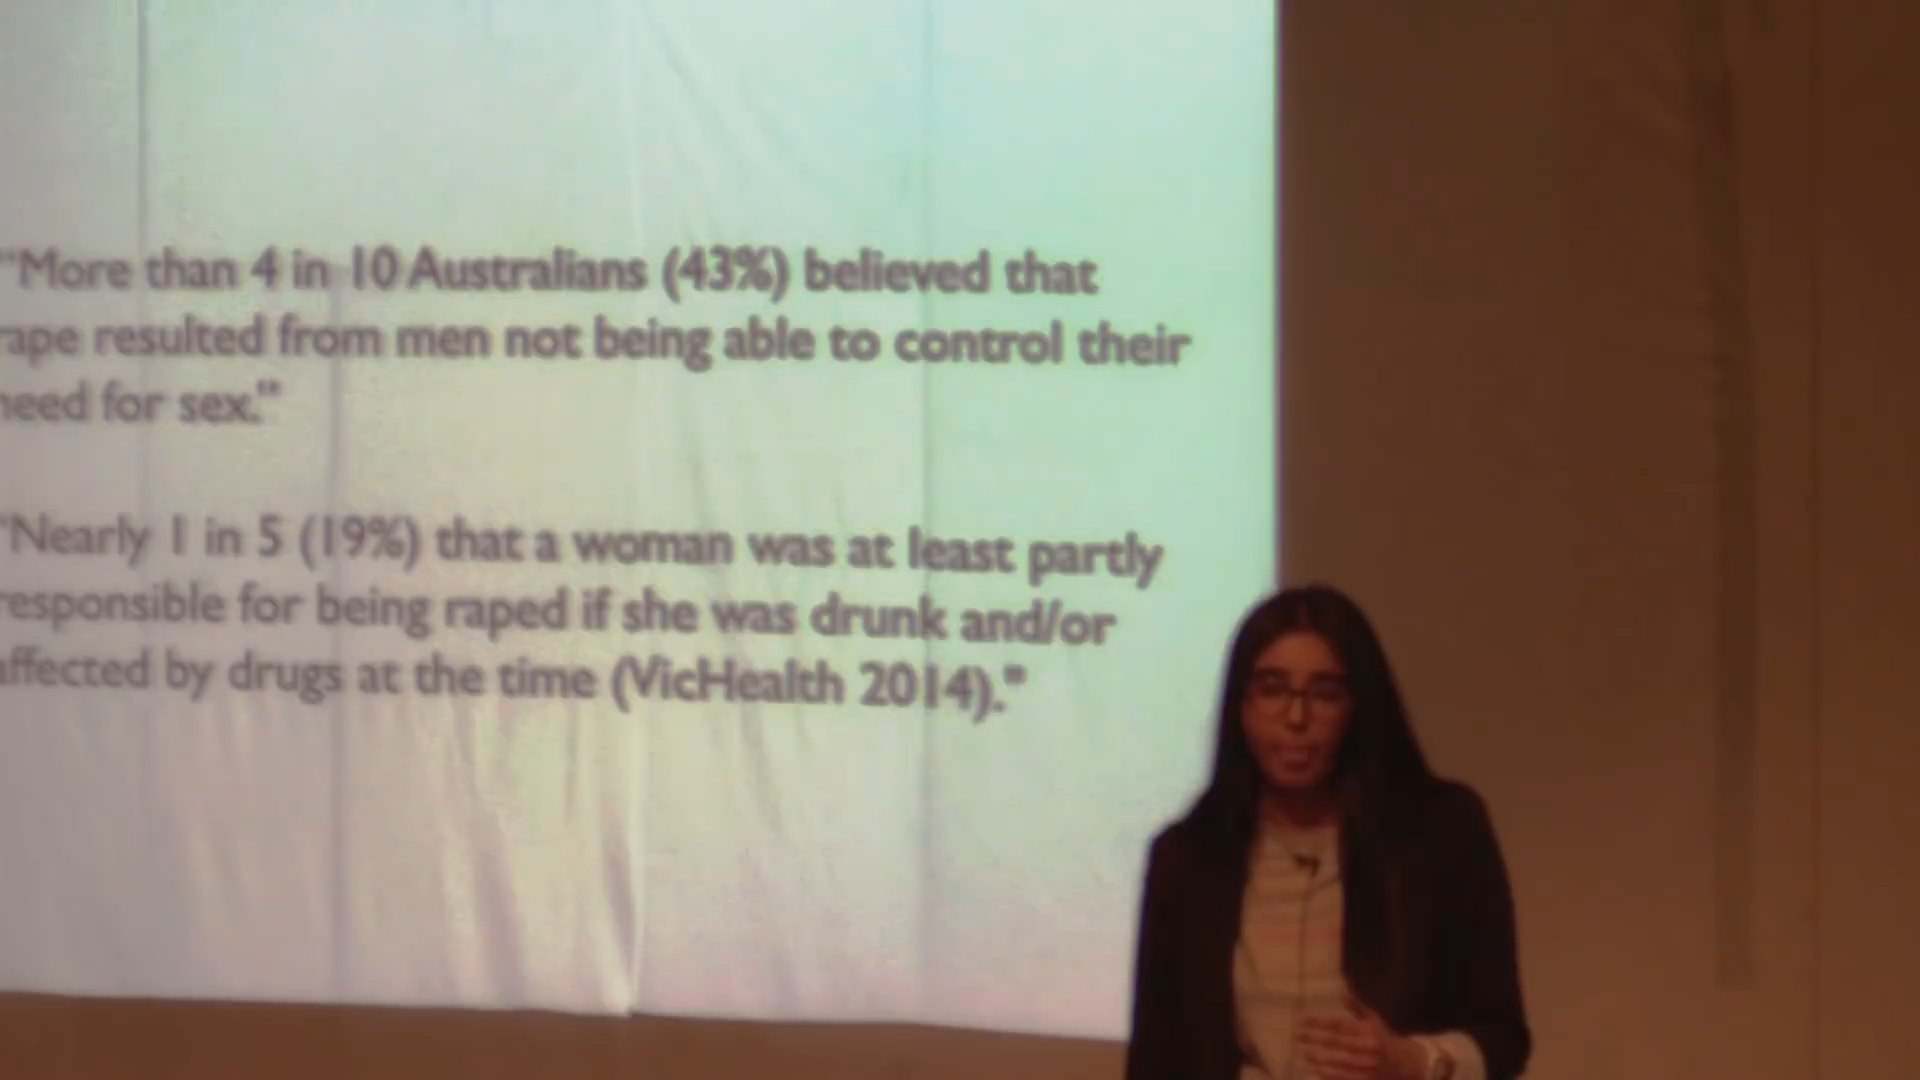 "More than 4 in 10 Australians (43%) believed that
rape resulted from men not being able to control their
need for sex."
"Nearly 1 in 5 (19%) that a woman was at least partly
responsible for being raped if she was drunk and/or
affected by drugs at the time (VicHealth 2014)."